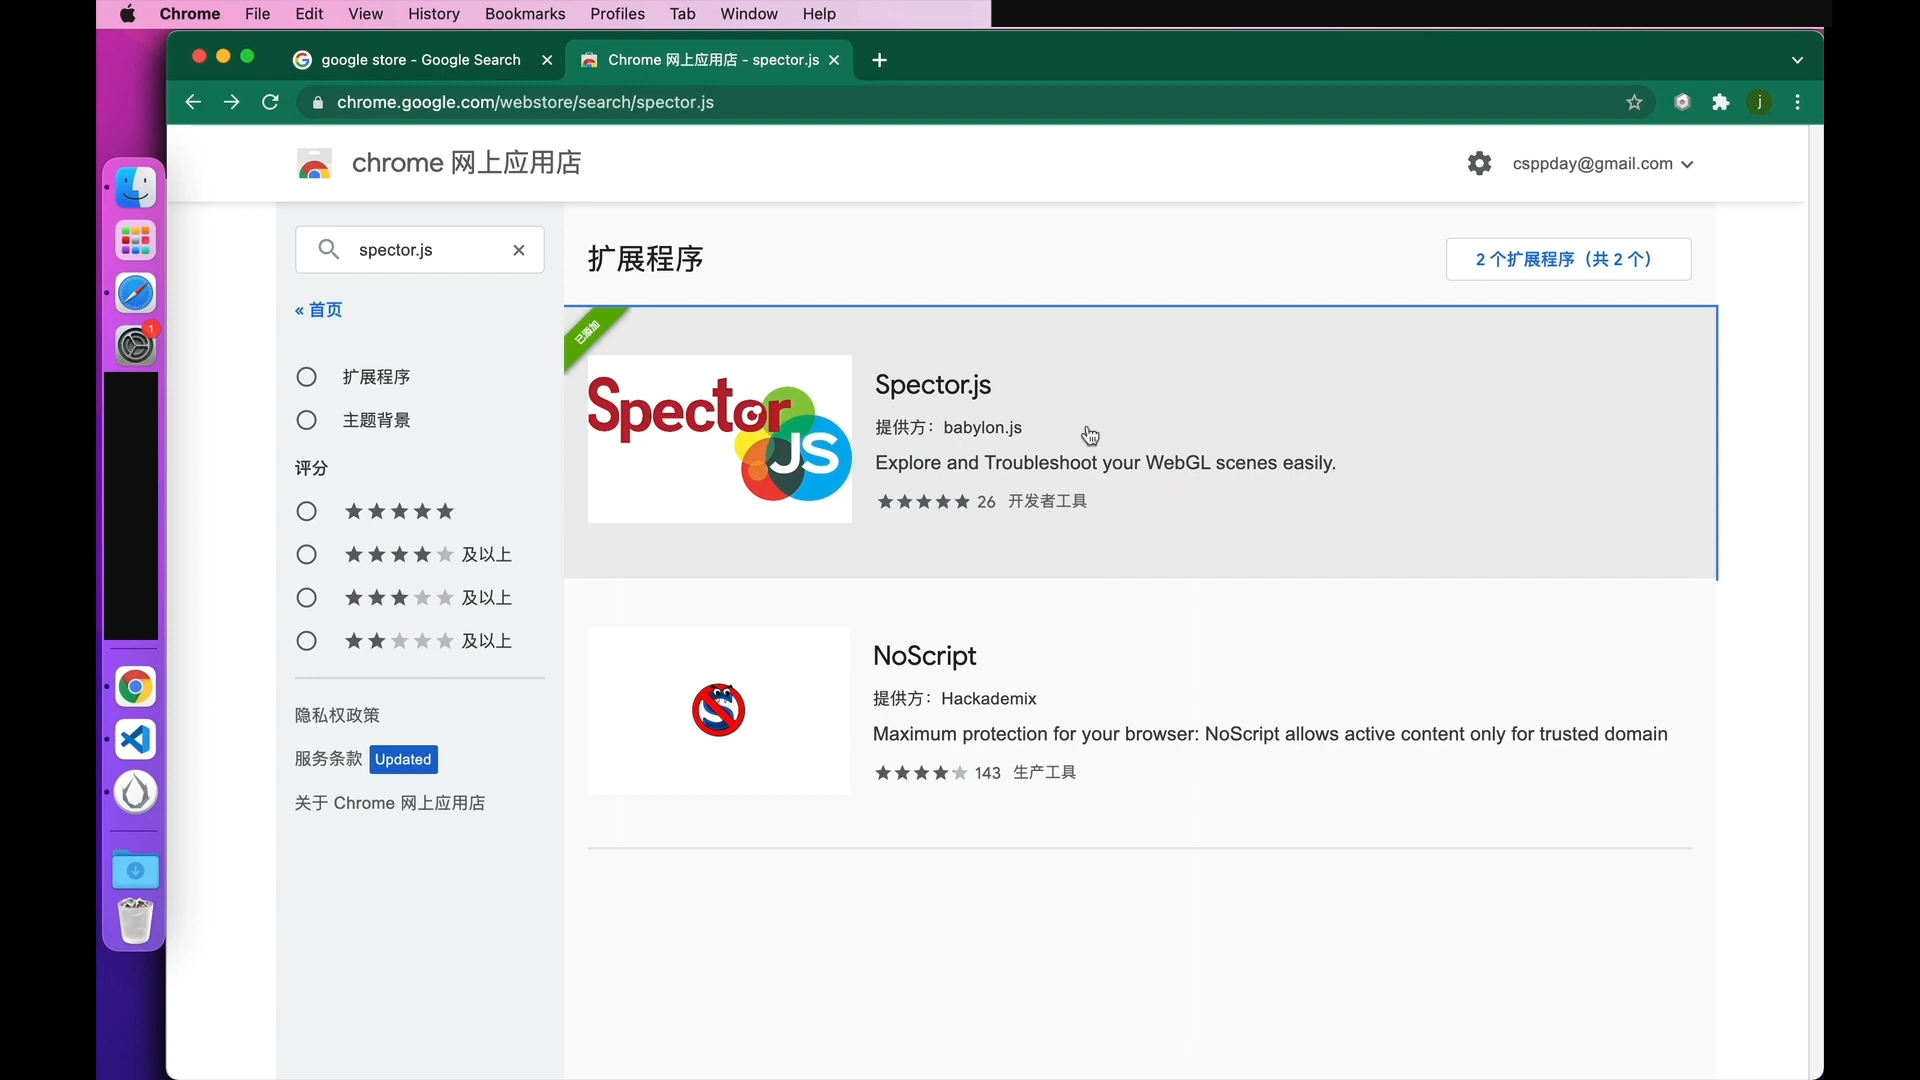 Chrome File Edit View History Bookmarks Profiles Tab Window Help
google store - Google Search
Chrome 网上应用店 - spector.js
chrome.google.com/webstore/search/spector.js
j
chrome 网上应用店
csppday@gmail.com
spector.js
« 首页
扩展程序
主题背景
评分
及以上
及以上
及以上
隐私权政策
服务条款 Updated
关于 Chrome 网上应用店
扩展程序
2 个扩展程序（共 2 个）
已添加
Spector
JS
Spector.js
提供方：babylon.js
Explore and Troubleshoot your WebGL scenes easily.
26 开发者工具
S
NoScript
提供方：Hackademix
Maximum protection for your browser: NoScript allows active content only for trusted domain
143 生产工具
1